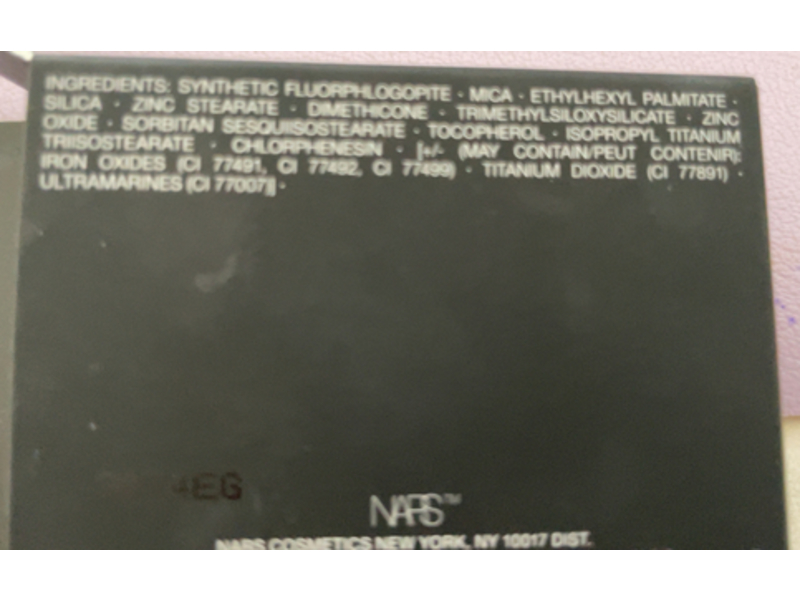 INGREDIENTS: SYNTHETIC FLUORPHLOGOPITE · MICA · ETHYLHEXYL PALMITATE ·
SILICA · ZINC STEARATE · DIMETHICONE · TRIMETHYLSILOXYSILICATE · ZINC
OXIDE · SORBITAN SESQUIISOSTEARATE · TOCOPHEROL · ISOPROPYL TITANIUM
TRIISOSTEARATE · CHLORPHENESIN · [+/- (MAY CONTAIN/PEUT CONTENIR):
IRON OXIDES (CI 77491, CI 77492, CI 77499) · TITANIUM DIOXIDE (CI 77891) ·
ULTRAMARINES (CI 77007)] ·
4EG
NARS™
NARS COSMETICS NEW YORK, NY 10017 DIST.